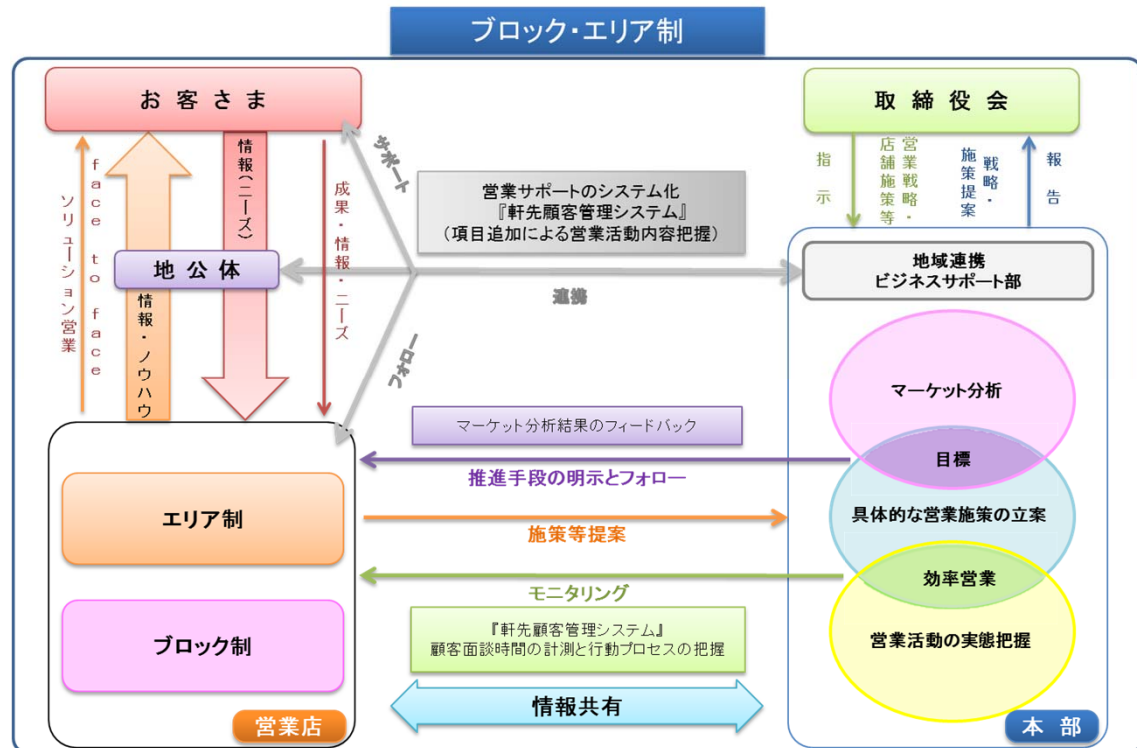 ブロック・エリア制
お客さま
取締役会
face to face
ソリューション営業
情報・ノウハウ
情報(ニーズ)
成果・情報・ニーズ
地公体
サポート
営業サポートのシステム化
『軒先顧客管理システム』
(項目追加による営業活動内容把握)
連携
フォロー
指示
営業戦略・
店舗施策等
戦略・
施策提案
報告
地域連携
ビジネスサポート部
マーケット分析
目標
具体的な営業施策の立案
効率営業
営業活動の実態把握
マーケット分析結果のフィードバック
推進手段の明示とフォロー
施策等提案
モニタリング
『軒先顧客管理システム』
顧客面談時間の計測と行動プロセスの把握
情報共有
エリア制
ブロック制
営業店
本部